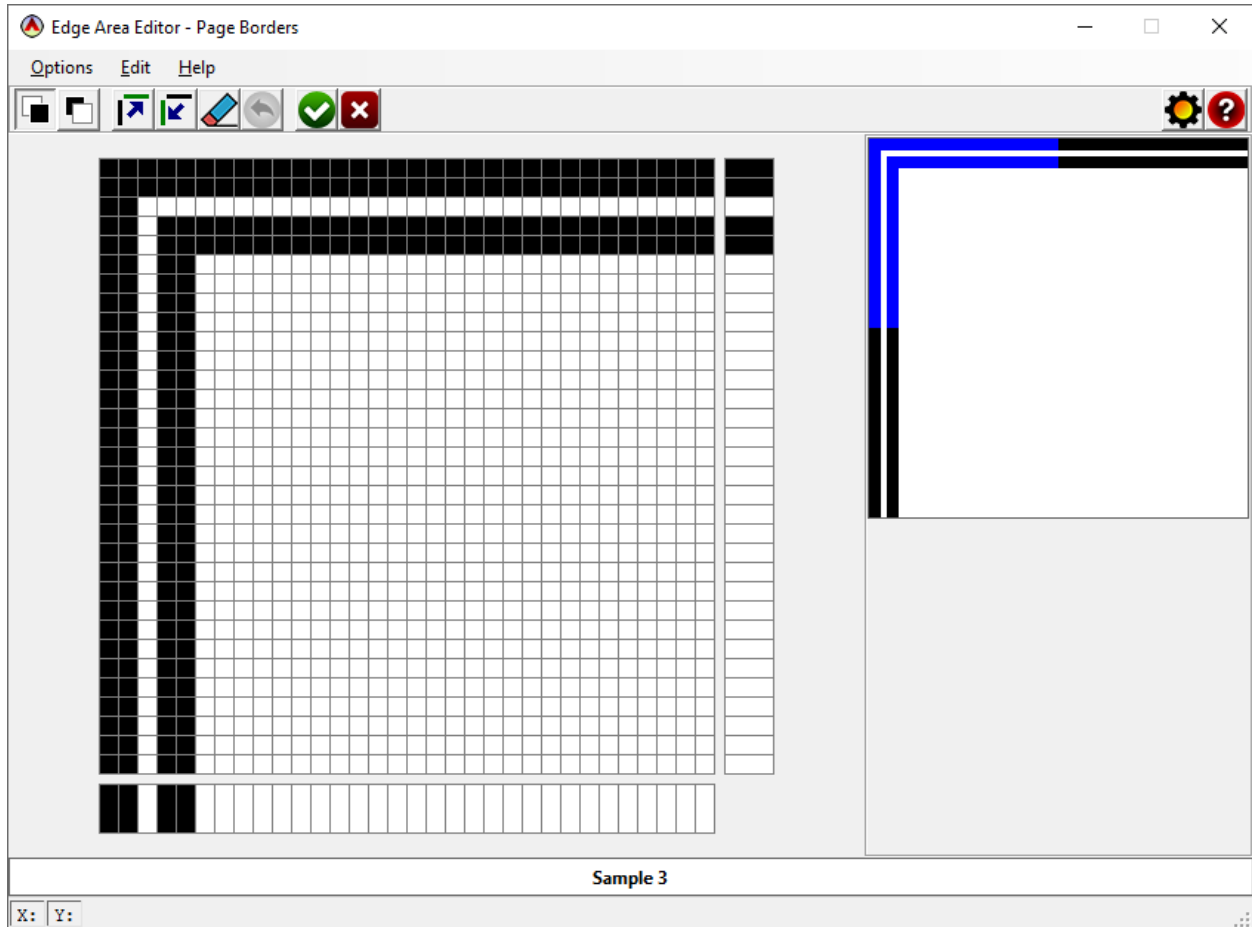 Edge Area Editor - Page Borders
Options Edit Help
?
Sample 3
X: Y: